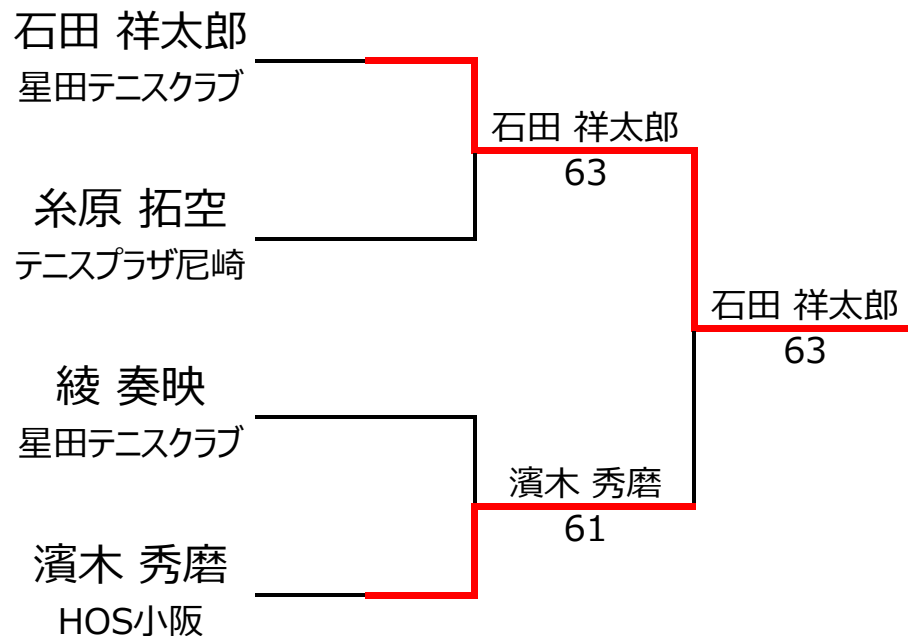 石田 祥太郎
星田テニスクラブ
石田 祥太郎
63
糸原 拓空
テニスプラザ尼崎
石田 祥太郎
63
綾 奏映
星田テニスクラブ
濱木 秀磨
61
濱木 秀磨
HOS小阪